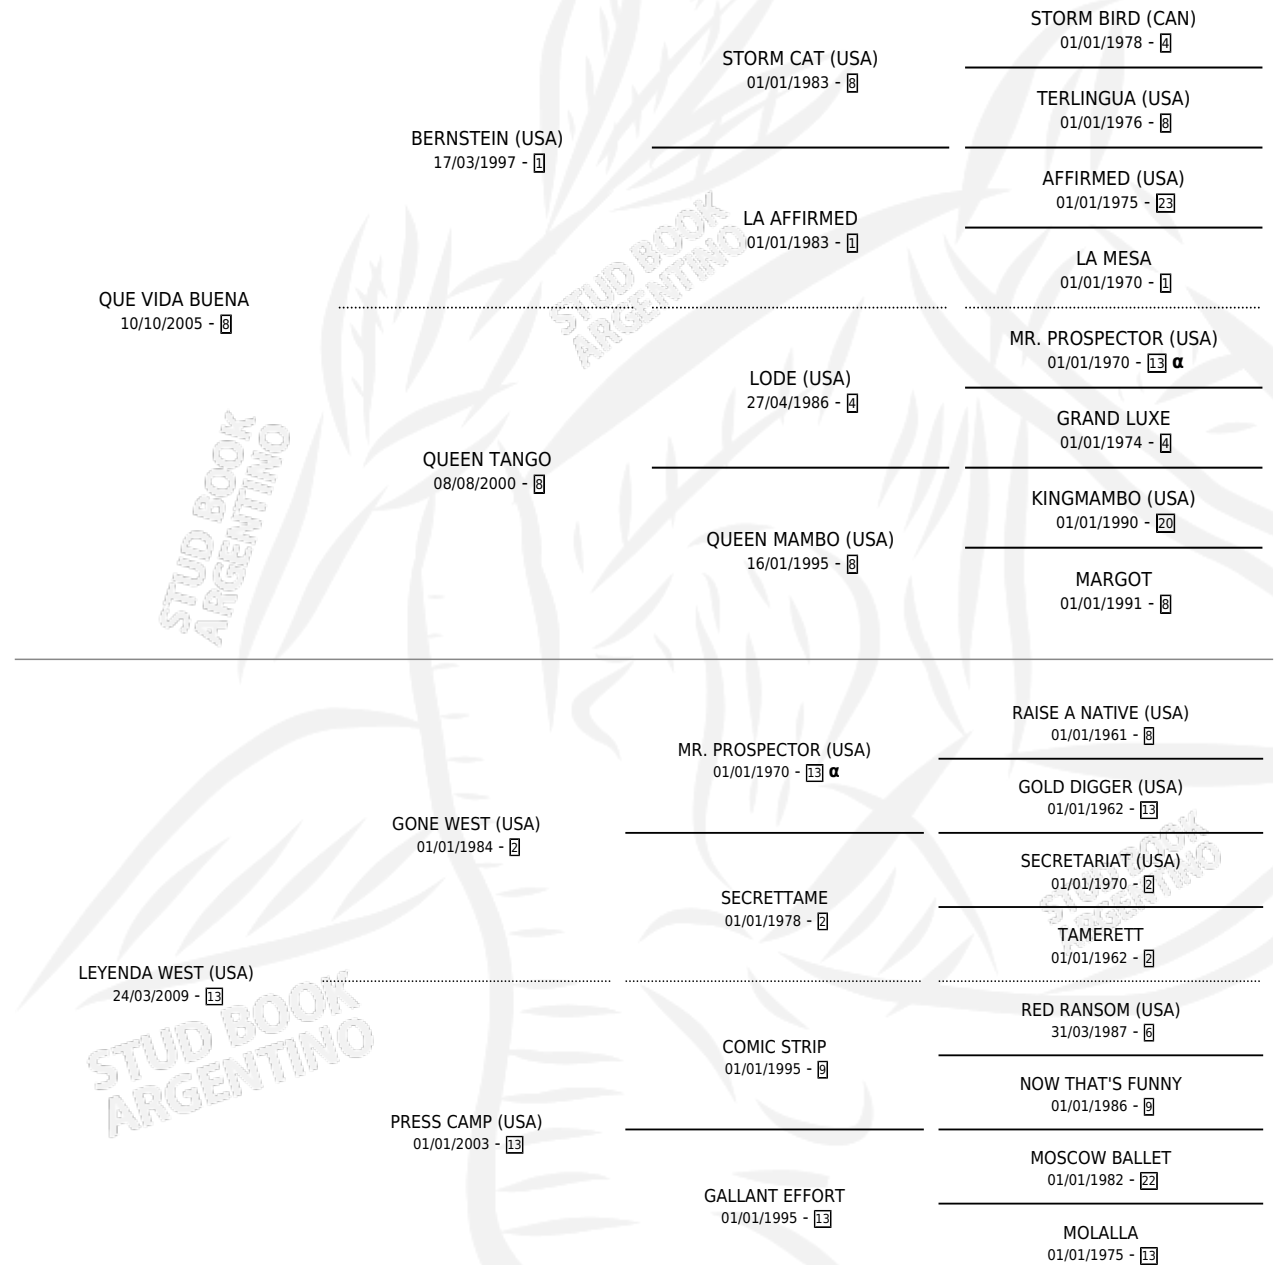 STORM BIRD (CAN)
01/01/1978 - 4
STORM CAT (USA)
01/01/1983 - 8
TERLINGUA (USA)
01/01/1976 - 8
BERNSTEIN (USA)
17/03/1997 - 1
AFFIRMED (USA)
01/01/1975 - 23
LA AFFIRMED
01/01/1983 - 1
LA MESA
01/01/1970 - 1
QUE VIDA BUENA
10/10/2005 - 8
MR. PROSPECTOR (USA)
01/01/1970 - 13 α
LODE (USA)
27/04/1986 - 4
GRAND LUXE
01/01/1974 - 4
QUEEN TANGO
08/08/2000 - 8
KINGMAMBO (USA)
01/01/1990 - 20
QUEEN MAMBO (USA)
16/01/1995 - 8
MARGOT
01/01/1991 - 8
RAISE A NATIVE (USA)
01/01/1961 - 8
MR. PROSPECTOR (USA)
01/01/1970 - 13 α
GOLD DIGGER (USA)
01/01/1962 - 13
GONE WEST (USA)
01/01/1984 - 2
SECRETARIAT (USA)
01/01/1970 - 2
SECRETTAME
01/01/1978 - 2
TAMERETT
01/01/1962 - 2
LEYENDA WEST (USA)
24/03/2009 - 13
RED RANSOM (USA)
31/03/1987 - 6
COMIC STRIP
01/01/1995 - 9
NOW THAT'S FUNNY
01/01/1986 - 9
PRESS CAMP (USA)
01/01/2003 - 13
MOSCOW BALLET
01/01/1982 - 22
GALLANT EFFORT
01/01/1995 - 13
MOLALLA
01/01/1975 - 13
STUD BOOK
ARGENTINO
STUD BOOK
ARGENTINO
STUD BOOK
ARGENTINO
STUD BOOK
ARGENTINO